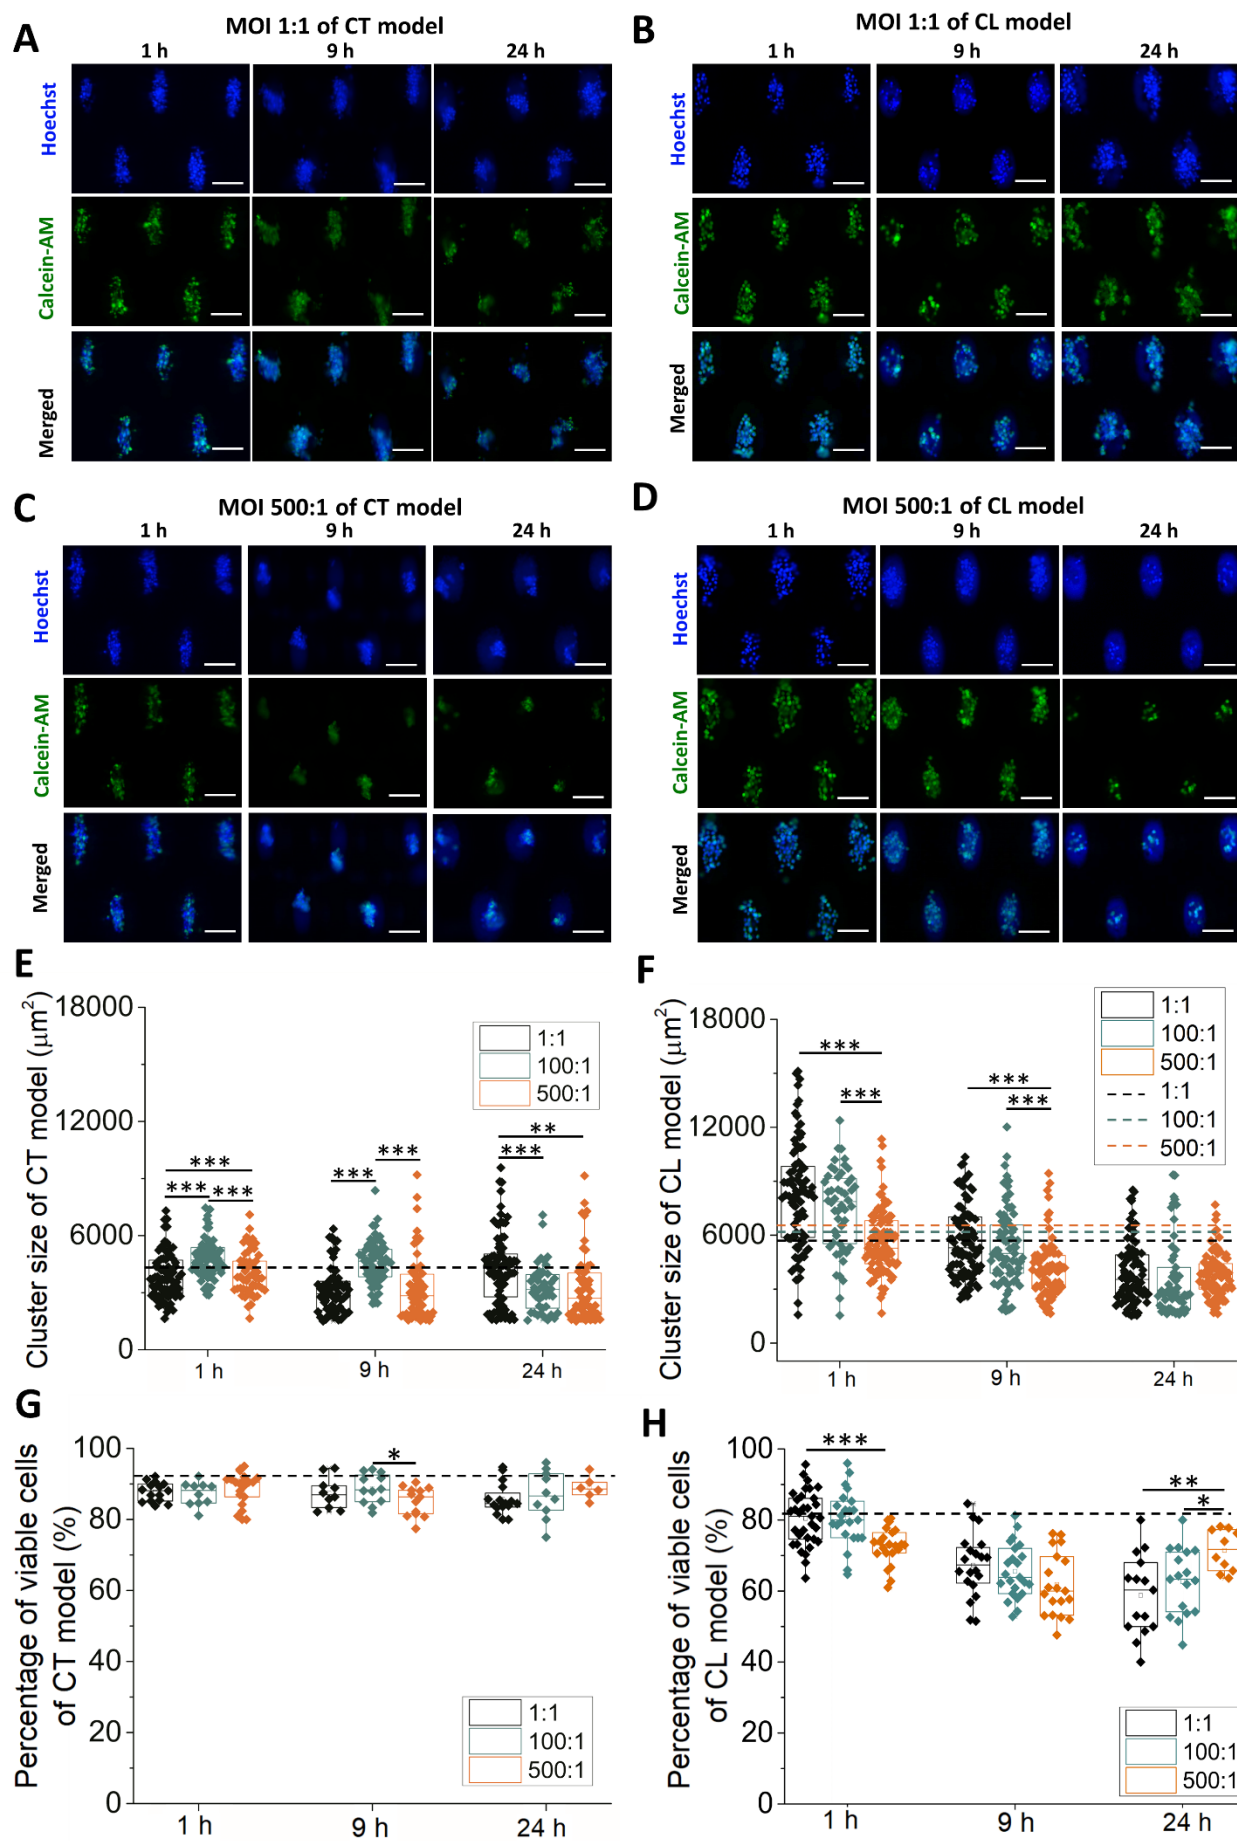 A
MOI 1:1 of CT model
1 h
9 h
24 h
Hoechst
Calcein-AM
Merged
B
MOI 1:1 of CL model
1 h
9 h
24 h
Hoechst
Calcein-AM
Merged
C
MOI 500:1 of CT model
1 h
9 h
24 h
Hoechst
Calcein-AM
Merged
D
MOI 500:1 of CL model
1 h
9 h
24 h
Hoechst
Calcein-AM
Merged
E
Cluster size of CT model (μm²)
18000
12000
6000
0
1:1
100:1
500:1
***
***
***
***
***
**
***
1 h
9 h
24 h
F
Cluster size of CL model (μm²)
18000
12000
6000
0
1:1
100:1
500:1
1:1
100:1
500:1
***
***
***
***
1 h
9 h
24 h
G
Percentage of viable cells
of CT model (%)
100
80
60
40
20
0
*
1:1
100:1
500:1
1 h
9 h
24 h
H
Percentage of viable cells
of CL model (%)
100
80
60
40
20
0
***
**
*
1:1
100:1
500:1
1 h
9 h
24 h